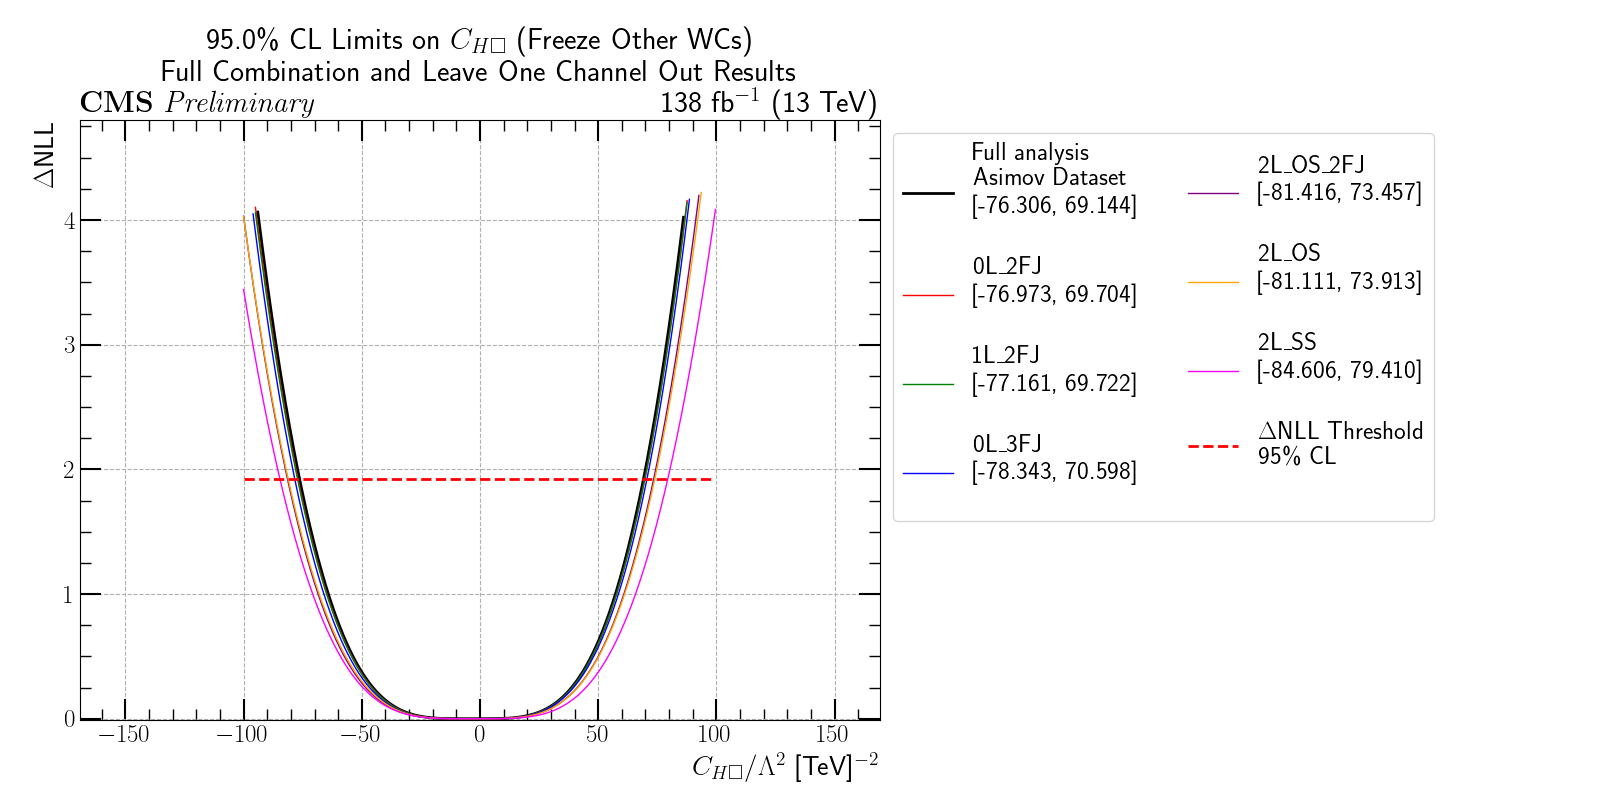 95.0% CL Limits on C_{H□} (Freeze Other WCs)
Full Combination and Leave One Channel Out Results
CMS Preliminary
138 fb⁻¹ (13 TeV)
ΔNLL
4
3
2
1
0
−150
−100
−50
0
50
100
150
C_{H□}/Λ² [TeV]⁻²
Full analysis
Asimov Dataset
[-76.306, 69.144]
0L_2FJ
[-76.973, 69.704]
1L_2FJ
[-77.161, 69.722]
0L_3FJ
[-78.343, 70.598]
2L_OS_2FJ
[-81.416, 73.457]
2L_OS
[-81.111, 73.913]
2L_SS
[-84.606, 79.410]
ΔNLL Threshold
95% CL